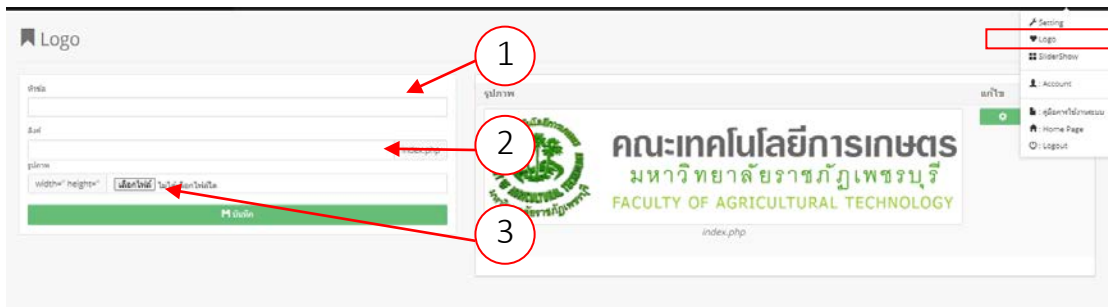 Logo
หัวข้อ
ลิงค์
index.php
รูปภาพ
width=" height="
เลือกไฟล์ ไม่ได้เลือกไฟล์ใด
บันทึก
1
2
3
รูปภาพ
แก้ไข
คณะเทคโนโลยีการเกษตร
มหาวิทยาลัยราชภัฏเพชรบุรี
FACULTY OF AGRICULTURAL TECHNOLOGY
index.php
Setting
Logo
SliderShow
: Account
: คู่มือการใช้งานระบบ
: Home Page
: Logout